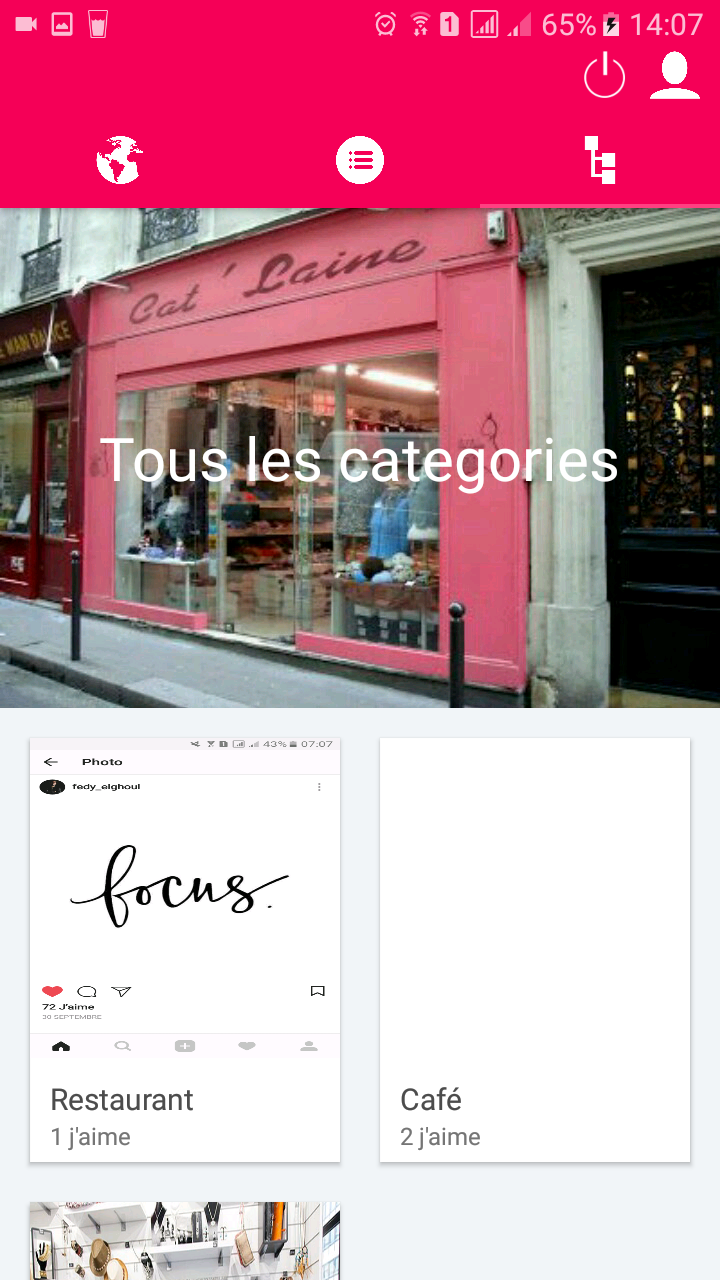 1
65%
14:07
Cat' Laine
MAN DANCE
Tous les categories
43%
07:07
Photo
fedy_elghoul
focus.
72 J'aime
30 SEPTEMBRE
Restaurant
1 j'aime
Café
2 j'aime